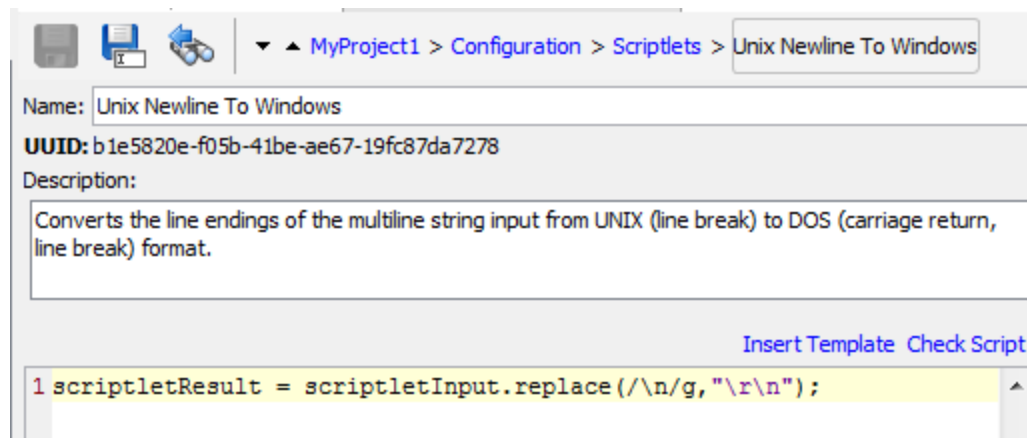 MyProject1 > Configuration > Scriptlets > Unix Newline To Windows
Name: Unix Newline To Windows
UUID: b1e5820e-f05b-41be-ae67-19fc87da7278
Description:
Converts the line endings of the multiline string input from UNIX (line break) to DOS (carriage return,
line break) format.
Insert Template Check Script
1 scriptletResult = scriptletInput.replace(/\n/g,"\r\n");